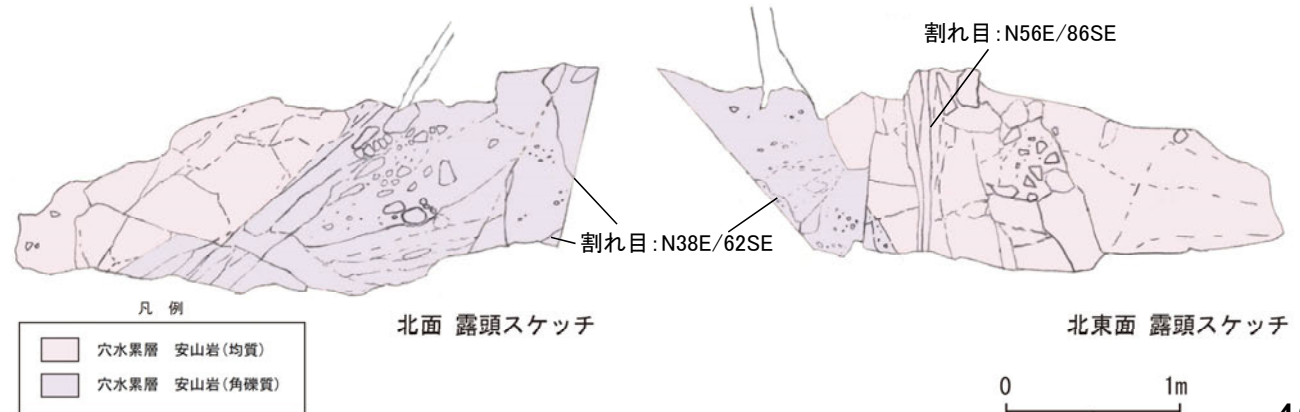 割れ目:N56E/86SE
割れ目:N38E/62SE
北面 露頭スケッチ
北東面 露頭スケッチ
凡 例
穴水累層 安山岩(均質)
穴水累層 安山岩(角礫質)
0 1m